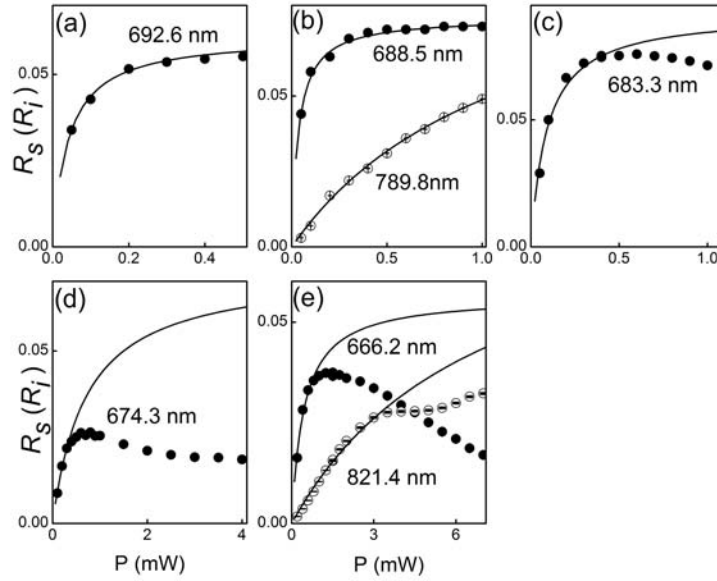 (a)
692.6 nm
0.05
0.00
0.0
0.2
0.4
R_S (R_i)
(b)
688.5 nm
789.8nm
0.05
0.00
0.0
0.5
1.0
(c)
683.3 nm
0.05
0.00
0.0
0.5
1.0
(d)
674.3 nm
0.05
0.00
0
2
4
R_S (R_i)
P (mW)
(e)
666.2 nm
821.4 nm
0.05
0.00
0
3
6
P (mW)